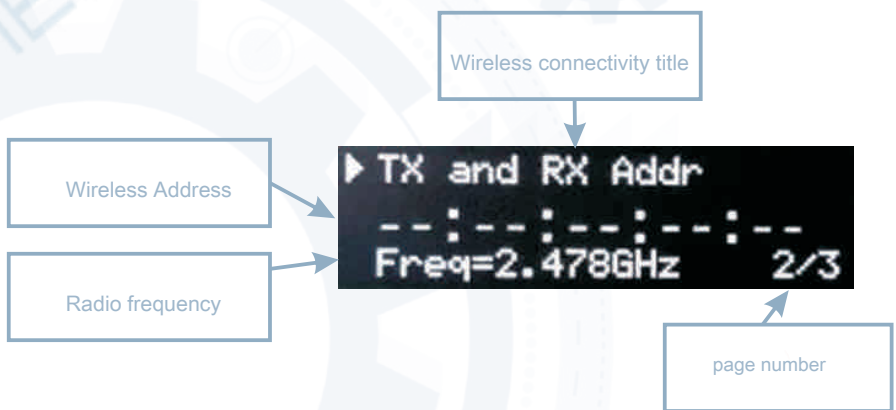 Wireless connectivity title
TX and RX Addr
Wireless Address
--:--:--:--:--
Freq=2.478GHz 2/3
Radio frequency
page number